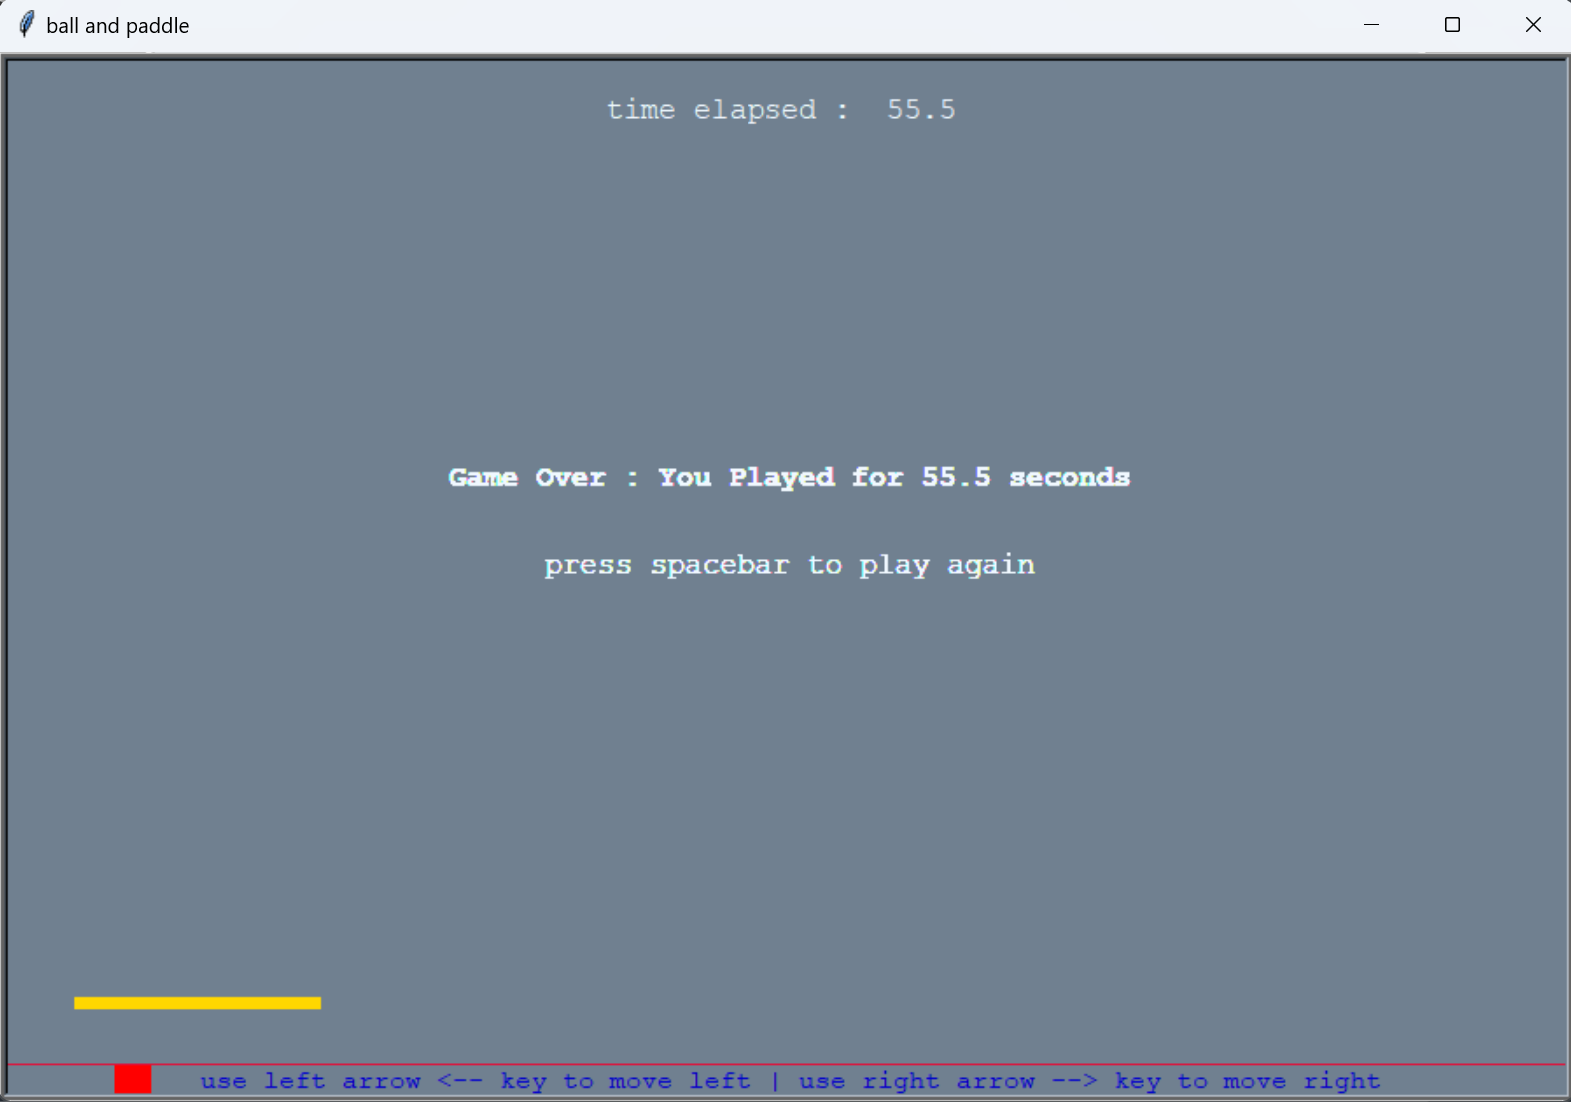 ball and paddle
time elapsed :  55.5
Game Over : You Played for 55.5 seconds
press spacebar to play again
use left arrow <-- key to move left | use right arrow --> key to move right